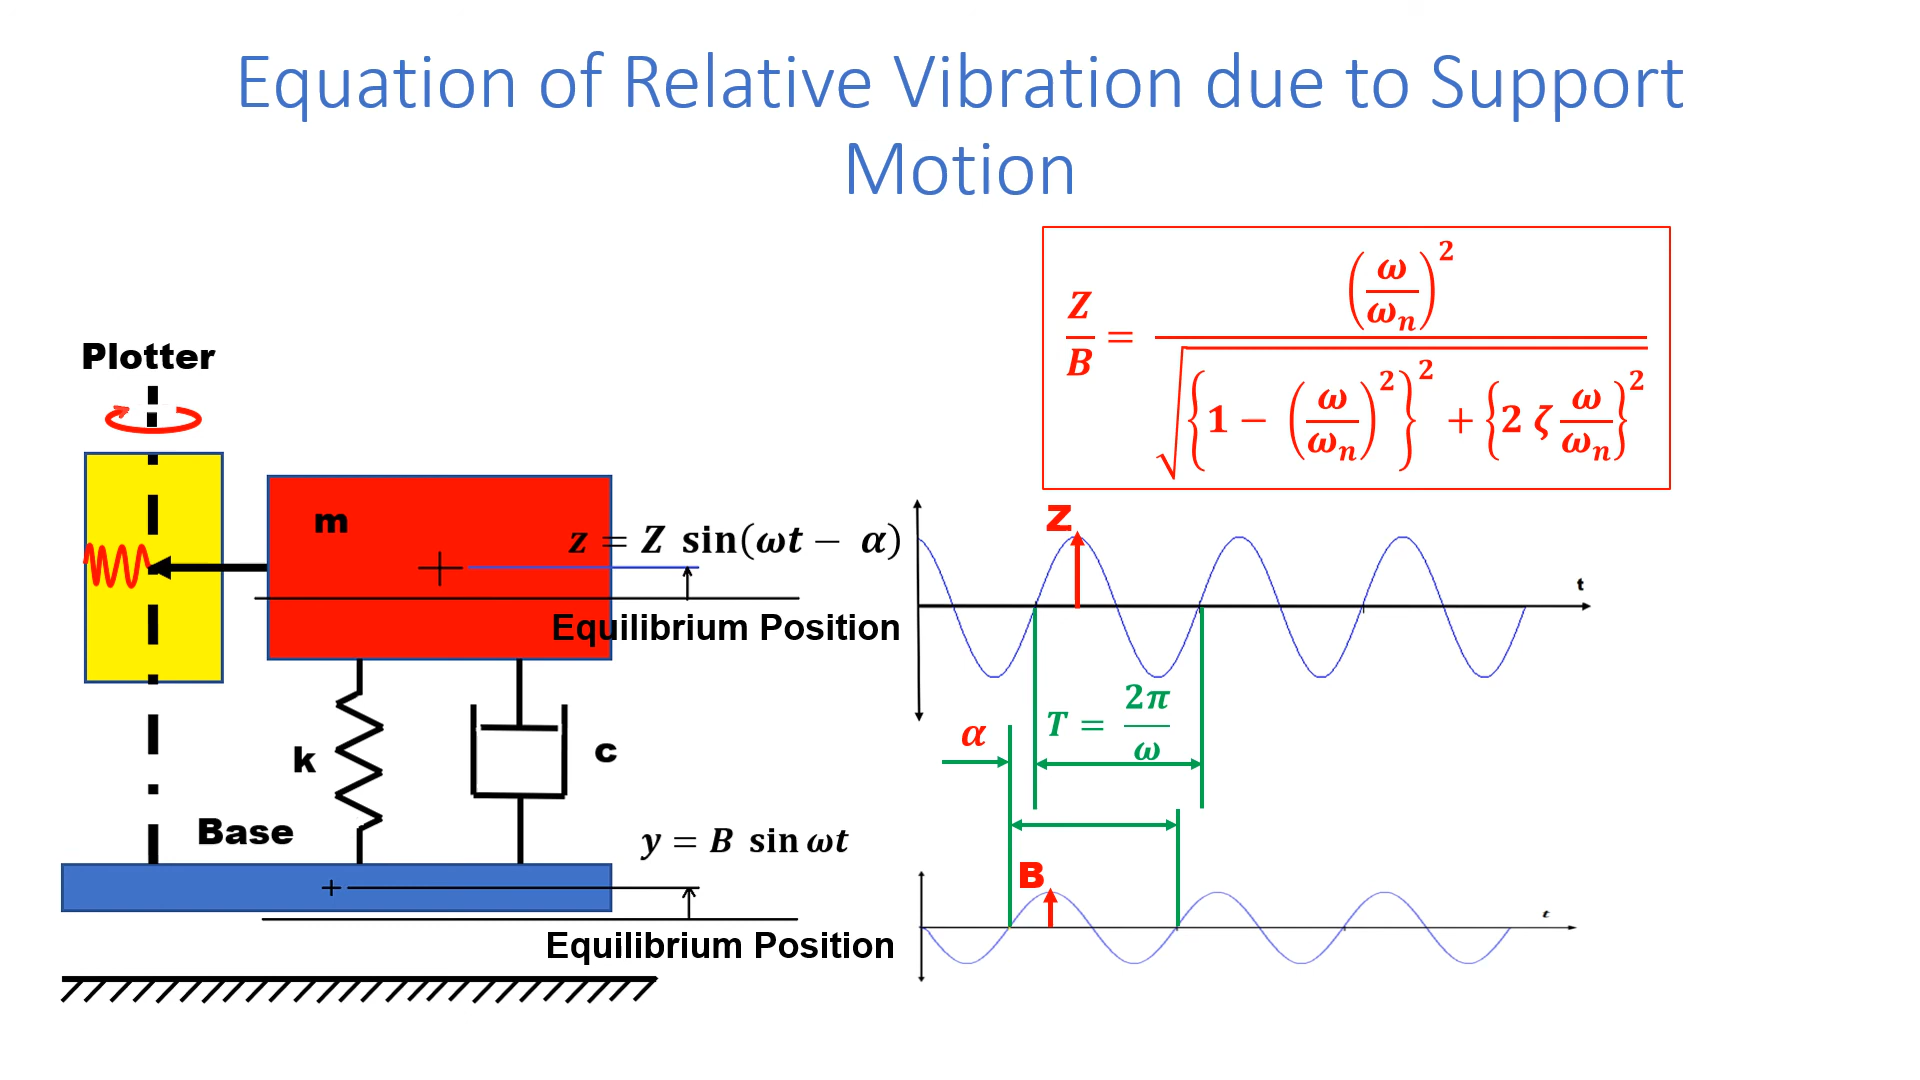 Equation of Relative Vibration due to Support
Motion
Z/B = (ω/ωₙ)² / √({1 − (ω/ωₙ)²}² + {2 ζ ω/ωₙ}²)
Plotter
m
z = Z sin(ωt − α)
Equilibrium Position
Z
t
α
T = 2π/ω
k
c
Base
y = B sin ωt
B
t
Equilibrium Position